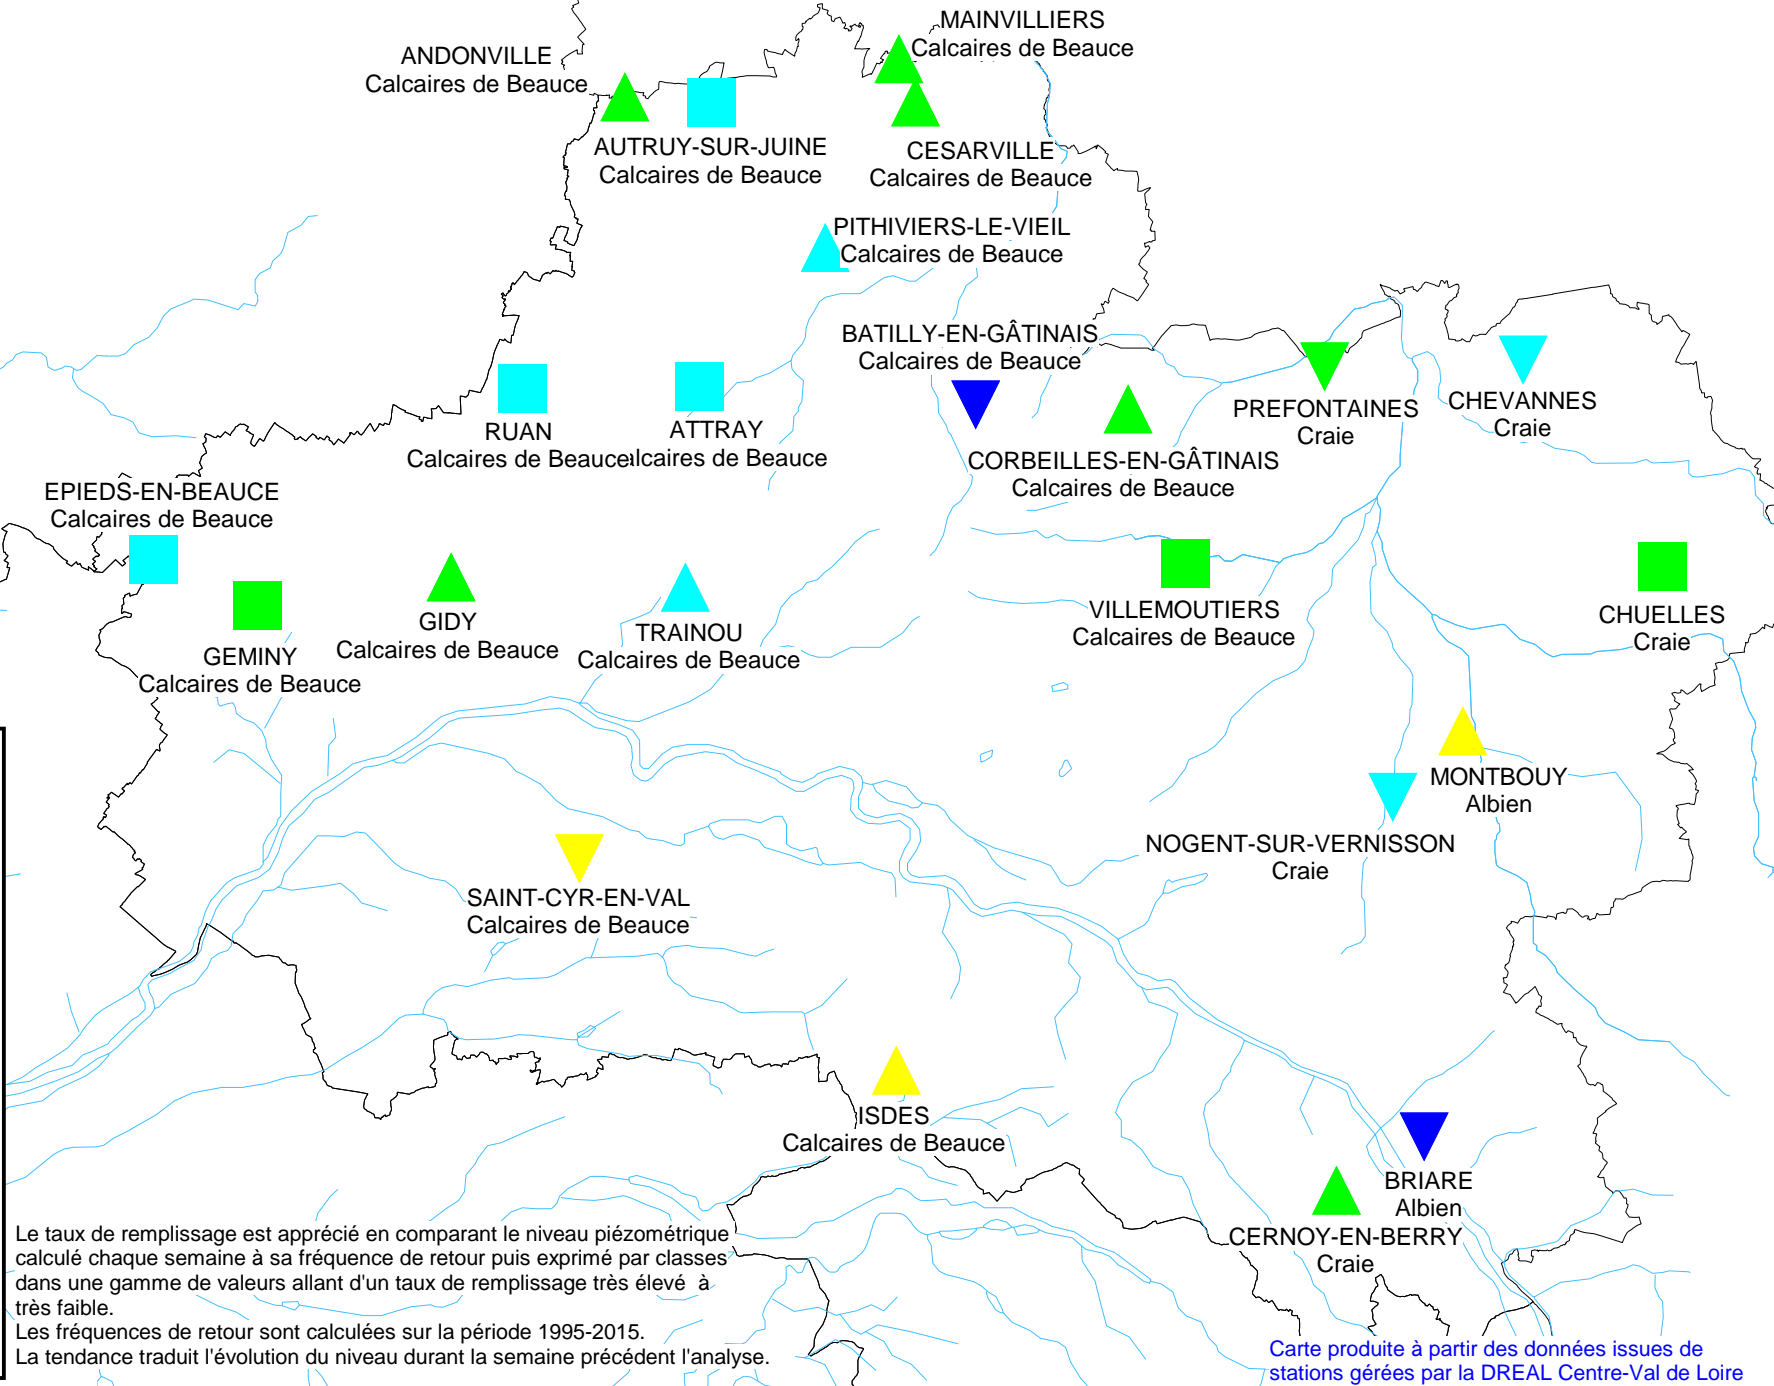 MAINVILLIERS
Calcaires de Beauce
ANDONVILLE
Calcaires de Beauce
AUTRUY-SUR-JUINE
Calcaires de Beauce
CESARVILLE
Calcaires de Beauce
PITHIVIERS-LE-VIEIL
Calcaires de Beauce
BATILLY-EN-GÂTINAIS
Calcaires de Beauce
PREFONTAINES
Craie
CHEVANNES
Craie
RUAN
Calcaires de Beauce
ATTRAY
lcaires de Beauce
CORBEILLES-EN-GÂTINAIS
Calcaires de Beauce
EPIEDS-EN-BEAUCE
Calcaires de Beauce
GEMINY
Calcaires de Beauce
GIDY
Calcaires de Beauce
TRAINOU
Calcaires de Beauce
VILLEMOUTIERS
Calcaires de Beauce
CHUELLES
Craie
MONTBOUY
Albien
NOGENT-SUR-VERNISSON
Craie
SAINT-CYR-EN-VAL
Calcaires de Beauce
ISDES
Calcaires de Beauce
BRIARE
Albien
CERNOY-EN-BERRY
Craie
Le taux de remplissage est apprécié en comparant le niveau piézométrique
calculé chaque semaine à sa fréquence de retour puis exprimé par classes
dans une gamme de valeurs allant d'un taux de remplissage très élevé à
très faible.
Les fréquences de retour sont calculées sur la période 1995-2015.
La tendance traduit l'évolution du niveau durant la semaine précédent l'analyse.
Carte produite à partir des données issues de
stations gérées par la DREAL Centre-Val de Loire